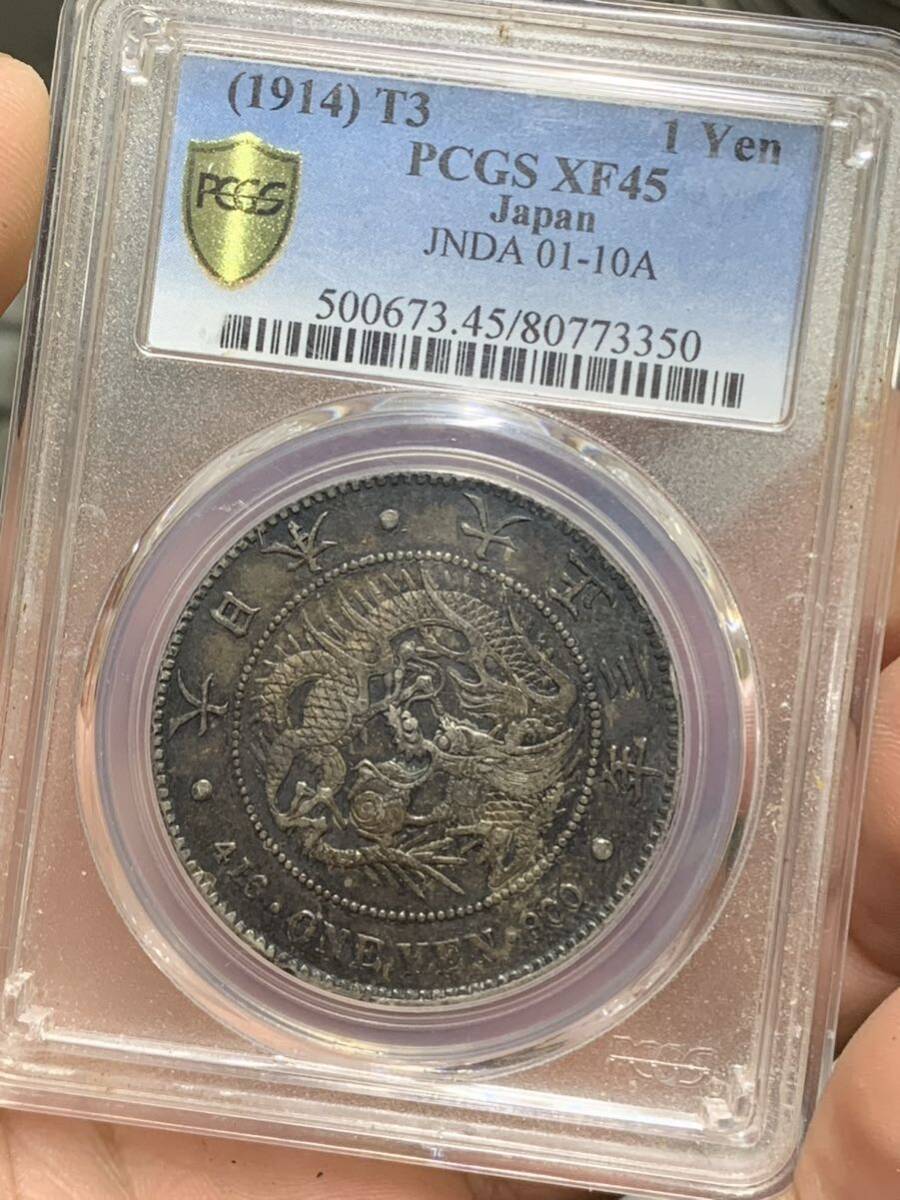 (1914) T3
1 Yen
PCGS
PCGS XF45
Japan
JNDA 01-10A
500673.45/80773350
大日本・大正三年
416・ONE YEN・900
PCGS